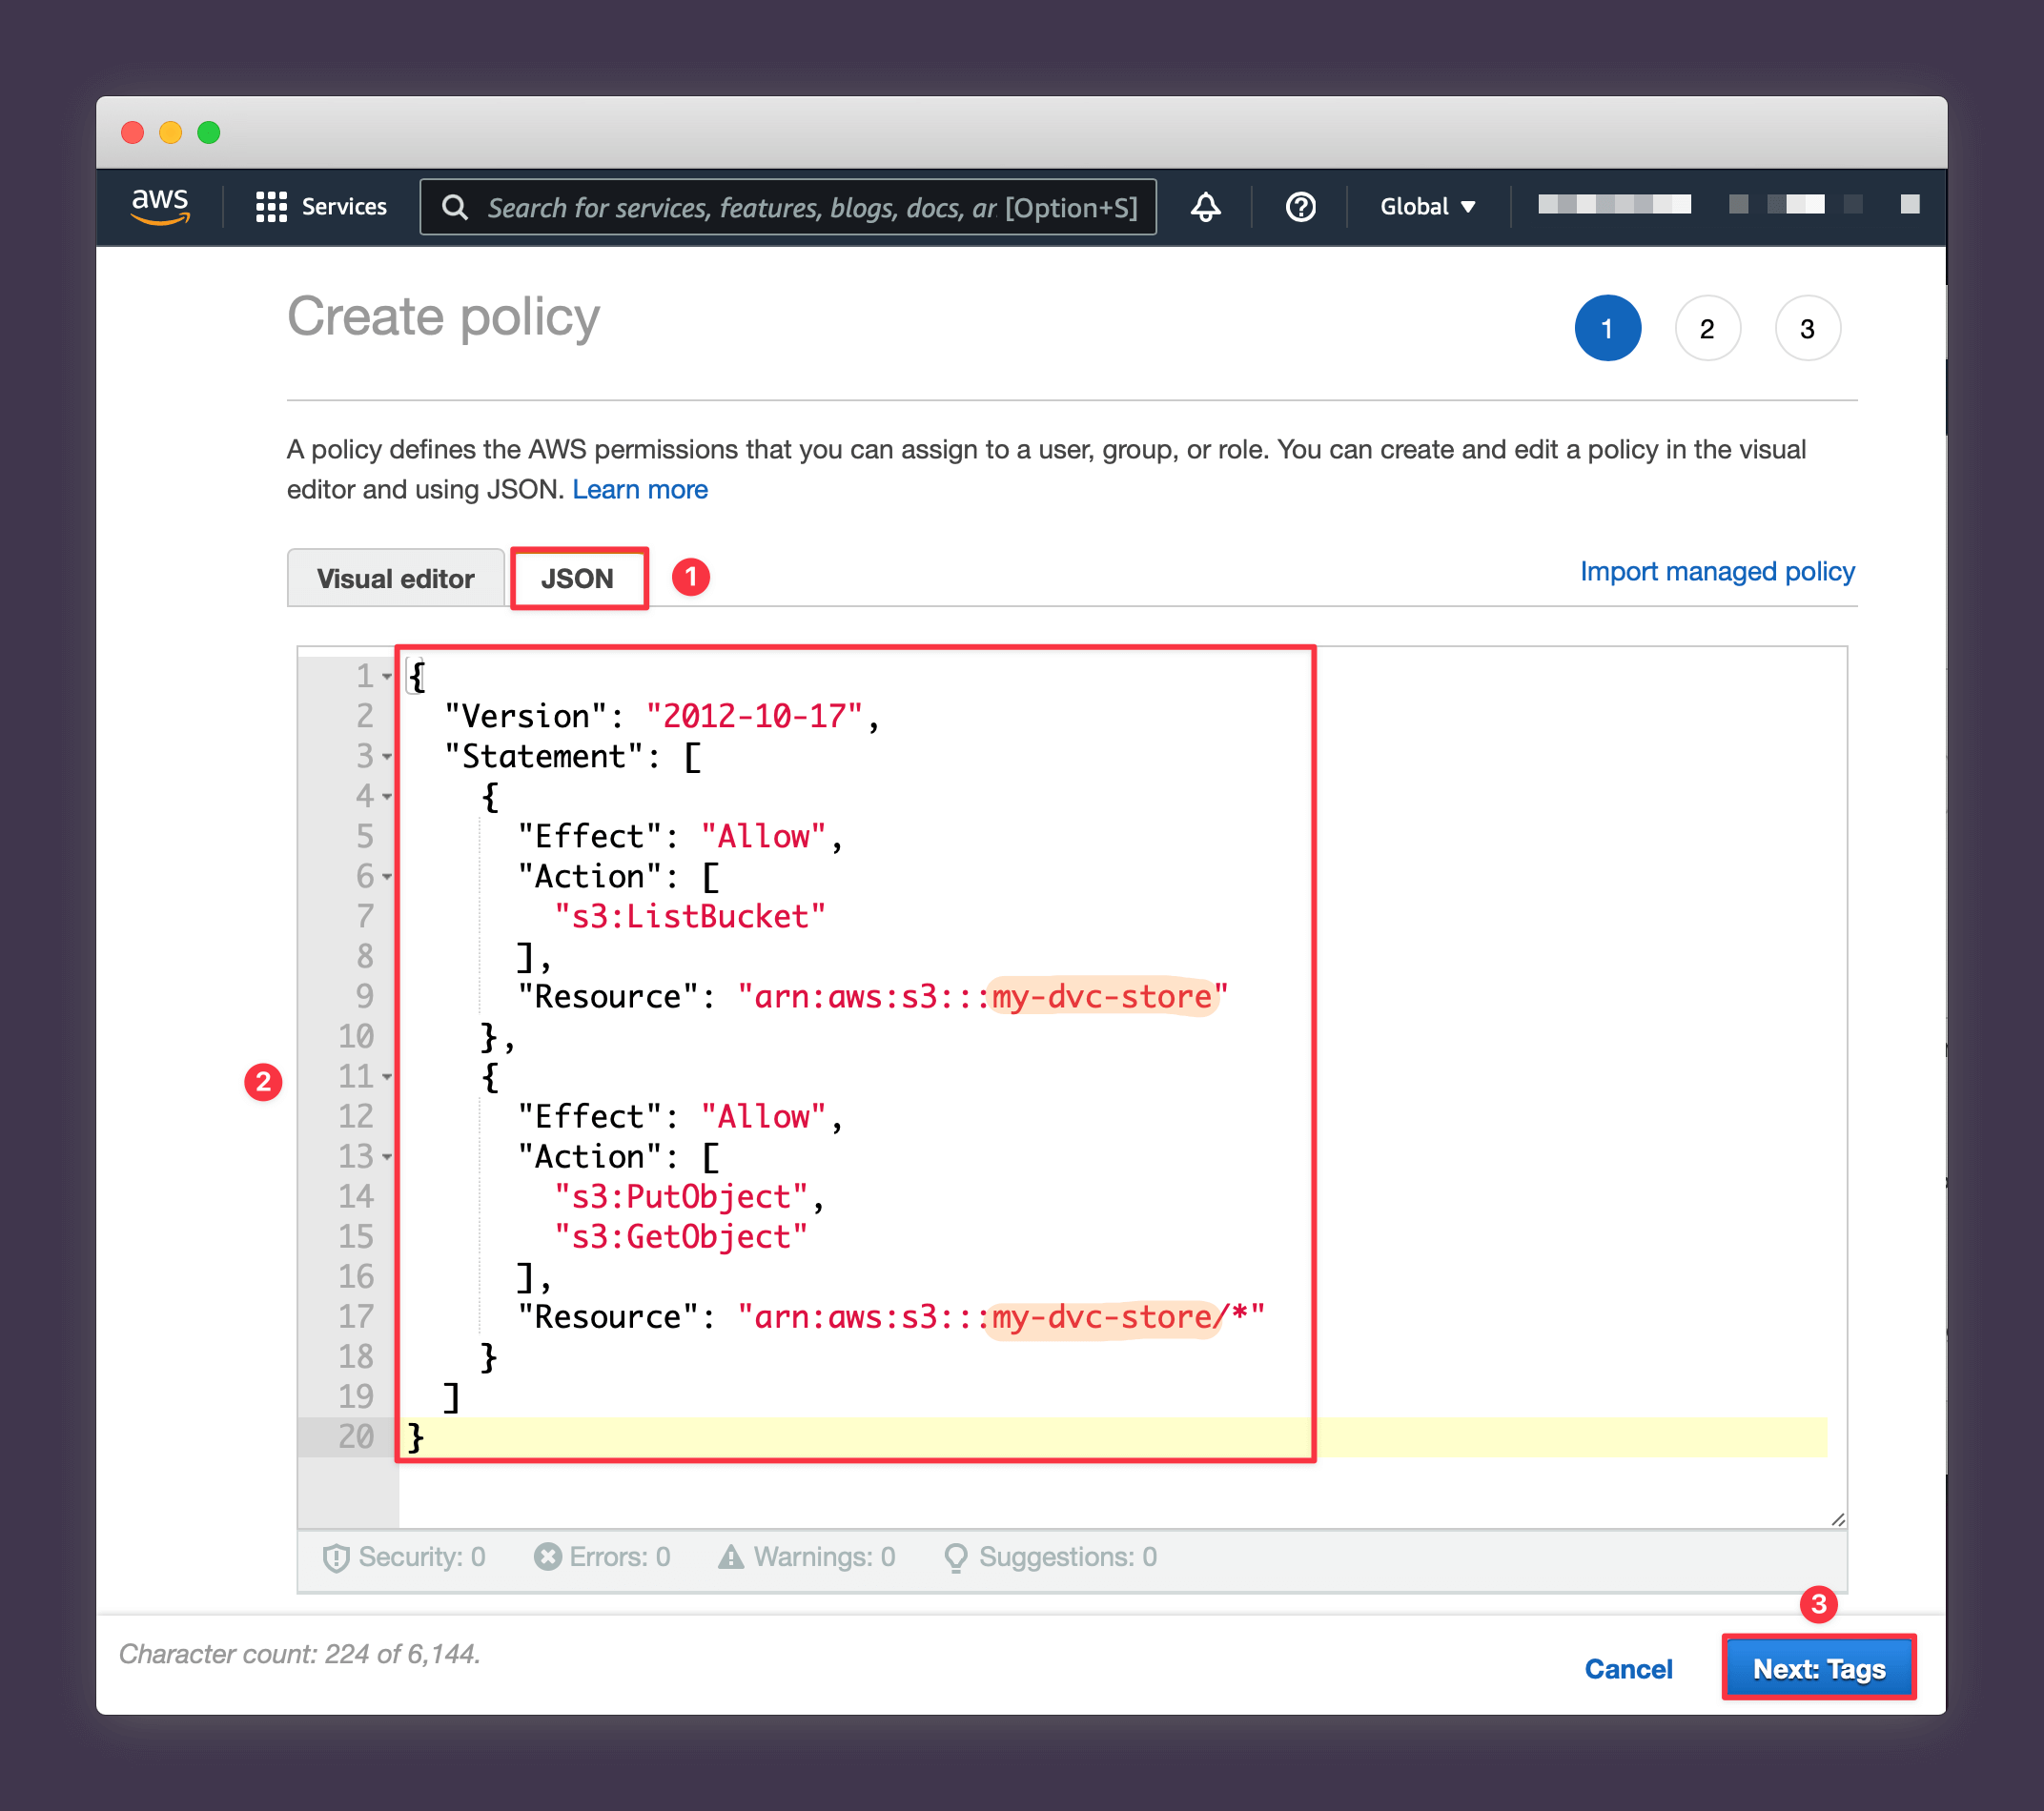 aws
Services
Search for services, features, blogs, docs, ar [Option+S]
Global
Create policy
1 2 3
A policy defines the AWS permissions that you can assign to a user, group, or role. You can create and edit a policy in the visual
editor and using JSON. Learn more
Visual editor JSON 1 Import managed policy
1 {
2 "Version": "2012-10-17",
3 "Statement": [
4 {
5 "Effect": "Allow",
6 "Action": [
7 "s3:ListBucket"
8 ],
9 "Resource": "arn:aws:s3:::my-dvc-store"
10 },
2
11 {
12 "Effect": "Allow",
13 "Action": [
14 "s3:PutObject",
15 "s3:GetObject"
16 ],
17 "Resource": "arn:aws:s3:::my-dvc-store/*"
18 }
19 ]
20 }
Security: 0 Errors: 0 Warnings: 0 Suggestions: 0
3
Character count: 224 of 6,144.
Cancel Next: Tags